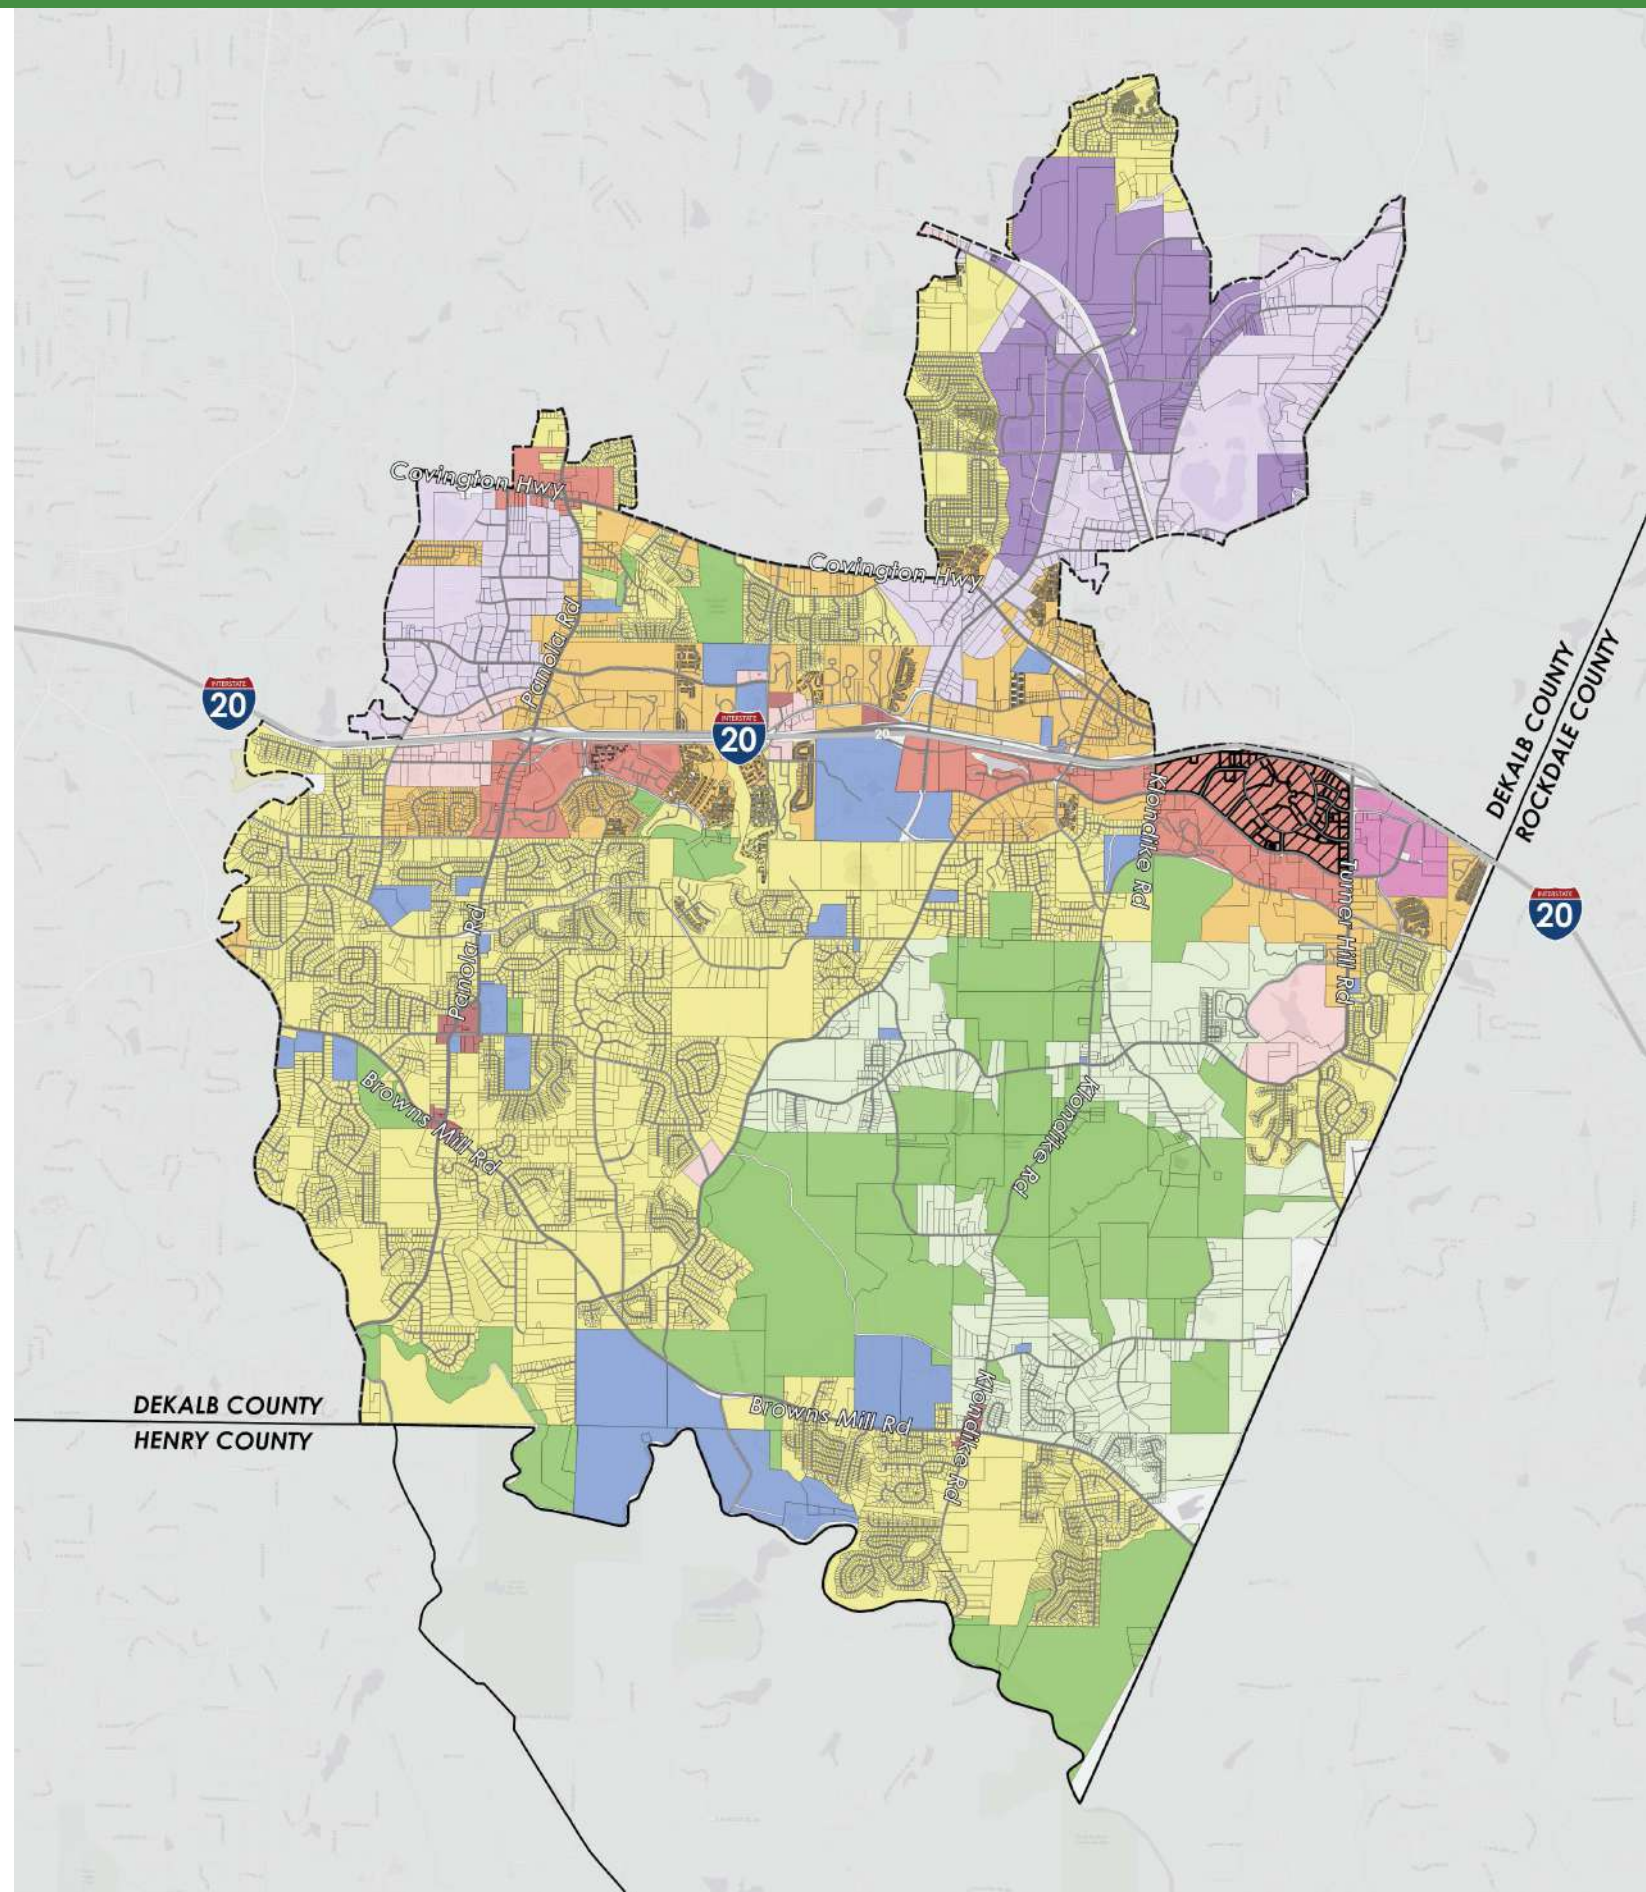 Covington Hwy
Covington Hwy
Panola Rd
INTERSTATE
20
INTERSTATE
20
20
DEKALB COUNTY
ROCKDALE COUNTY
Klondike Rd
Turner Hill Rd
INTERSTATE
20
Panola Rd
Browns Mill Rd
Klondike Rd
Klondike Rd
DEKALB COUNTY
HENRY COUNTY
Browns Mill Rd
Klondike Rd